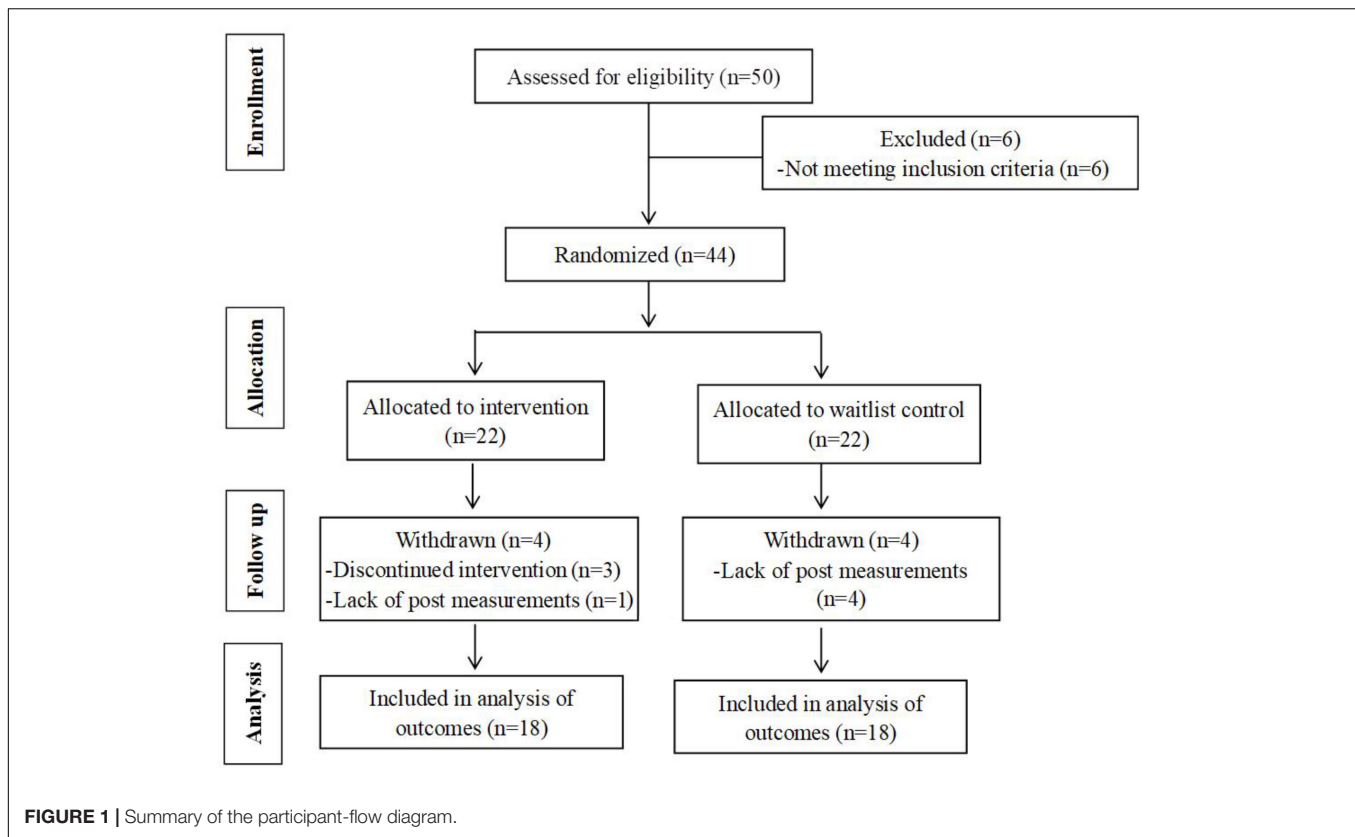 Enrollment
Assessed for eligibility (n=50)
Excluded (n=6)
-Not meeting inclusion criteria (n=6)
Randomized (n=44)
Allocation
Allocated to intervention
(n=22)
Allocated to waitlist control
(n=22)
Follow up
Withdrawn (n=4)
-Discontinued intervention (n=3)
-Lack of post measurements (n=1)
Withdrawn (n=4)
-Lack of post measurements
(n=4)
Analysis
Included in analysis of
outcomes (n=18)
Included in analysis of
outcomes (n=18)
FIGURE 1 | Summary of the participant-flow diagram.